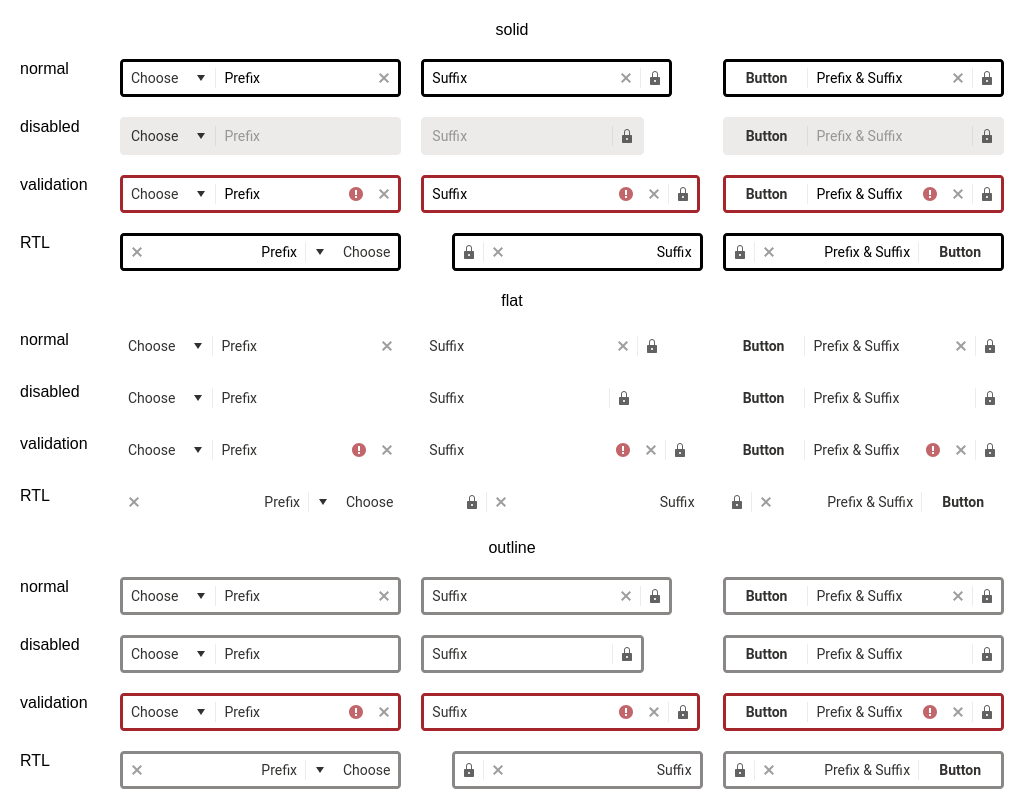 solid
normal Choose Prefix Suffix Button Prefix & Suffix
disabled Choose Prefix Suffix Button Prefix & Suffix
validation Choose Prefix Suffix Button Prefix & Suffix
RTL Prefix Choose Suffix Prefix & Suffix Button
flat
normal Choose Prefix Suffix Button Prefix & Suffix
disabled Choose Prefix Suffix Button Prefix & Suffix
validation Choose Prefix Suffix Button Prefix & Suffix
RTL Prefix Choose Suffix Prefix & Suffix Button
outline
normal Choose Prefix Suffix Button Prefix & Suffix
disabled Choose Prefix Suffix Button Prefix & Suffix
validation Choose Prefix Suffix Button Prefix & Suffix
RTL Prefix Choose Suffix Prefix & Suffix Button